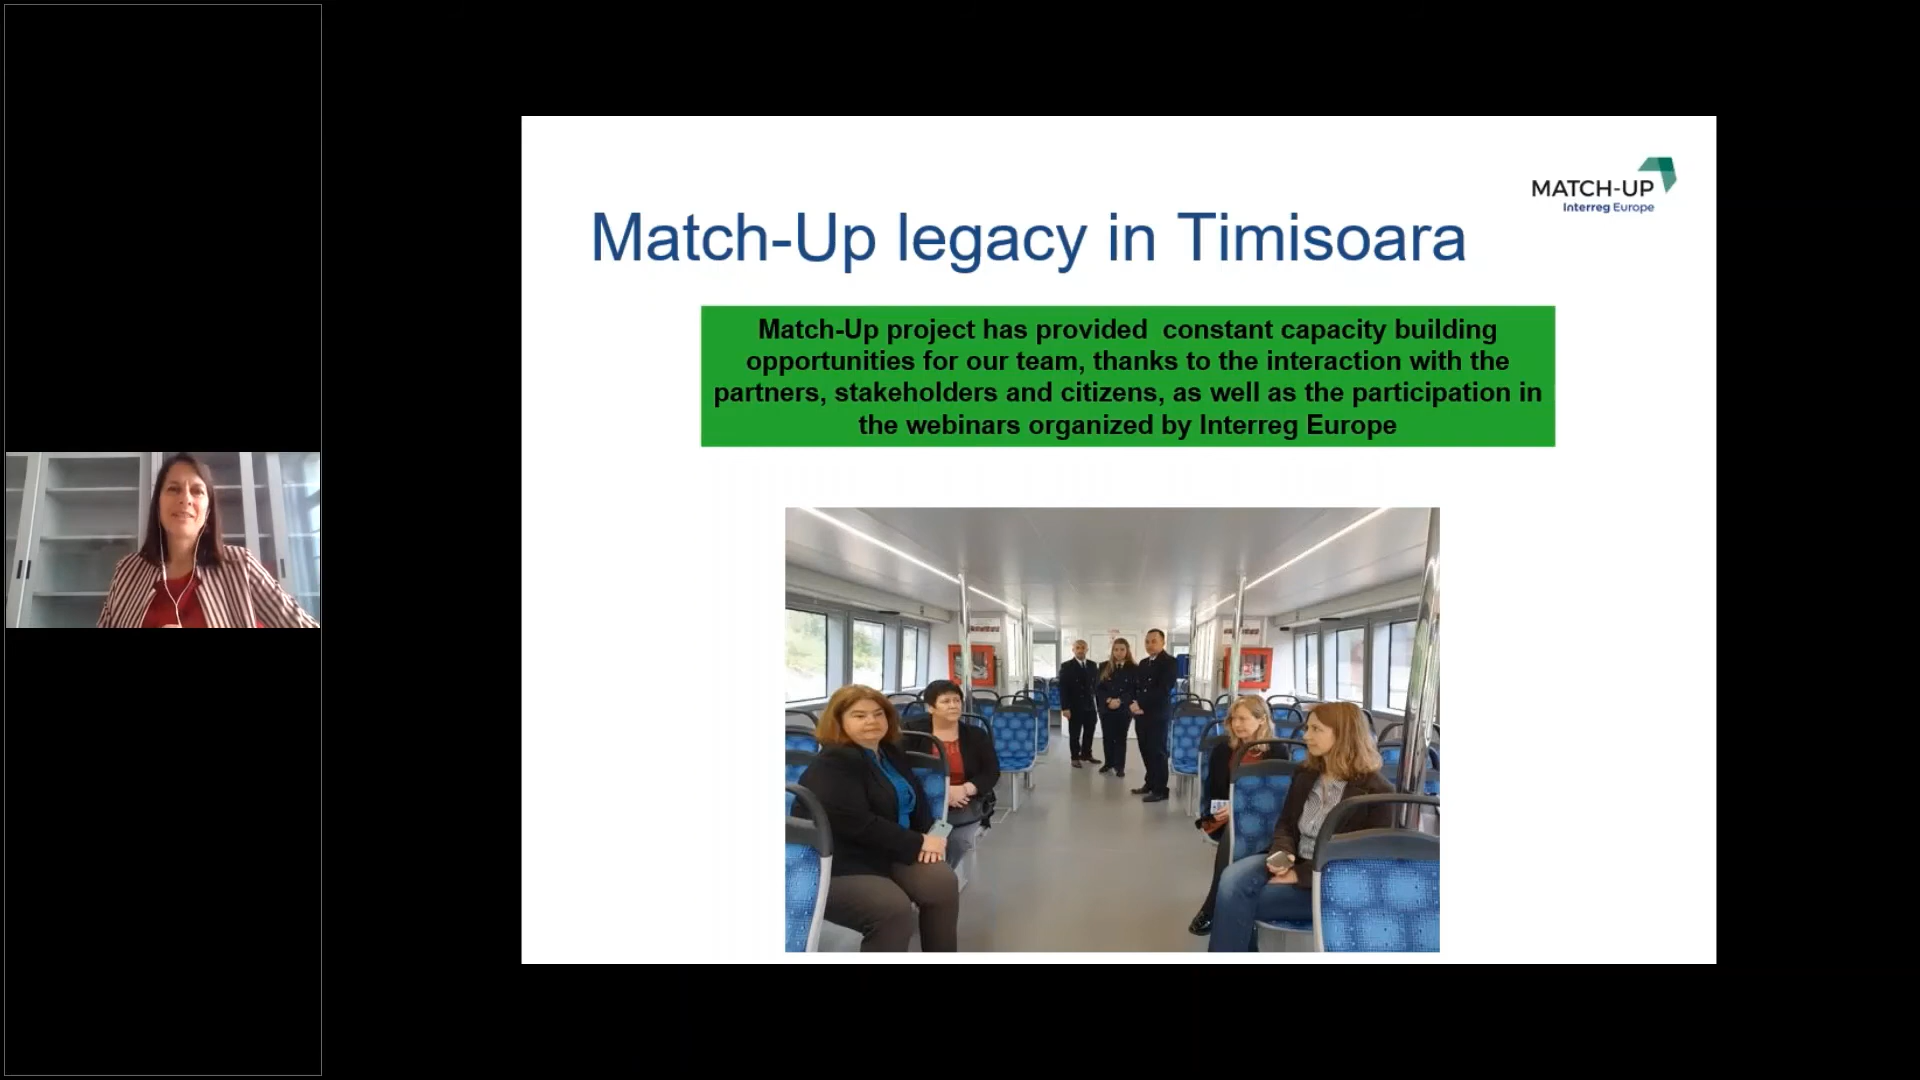 MATCH-UP
Interreg Europe
Match-Up legacy in Timisoara
Match-Up project has provided  constant capacity building
opportunities for our team, thanks to the interaction with the
partners, stakeholders and citizens, as well as the participation in
the webinars organized by Interreg Europe